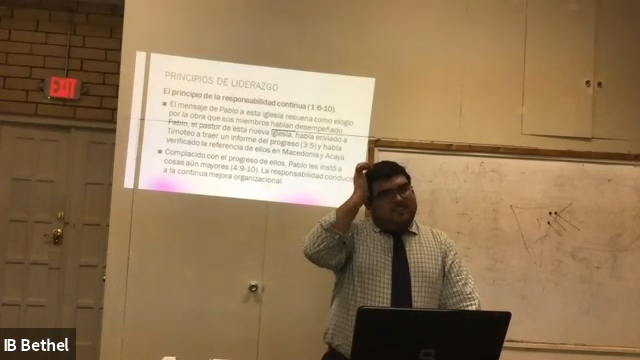 EXIT
PRINCIPIOS DE LIDERAZGO
El principio de la responsabilidad continua (1:6-10).
El mensaje de Pablo a esta iglesia resuena como elogio
por la obra que sus miembros habían desempeñado.
Pablo, el pastor de esta nueva iglesia, había enviado a
Timoteo a traer un informe del progreso (3:5) y había
verificado la referencia de ellos en Macedonia y Acaya
Complacido con el progreso de ellos, Pablo les instó a
cosas aún mayores (4:9-10). La responsabilidad conduce
a la continua mejora organizacional.
IB Bethel